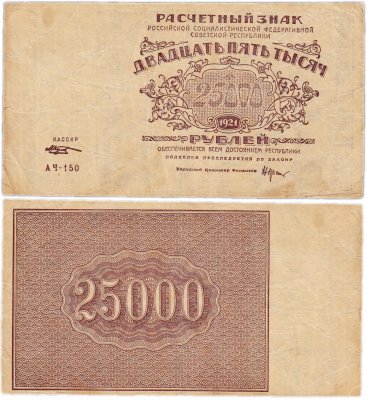 РАСЧЕТНЫЙ ЗНАК
РОССИЙСКОЙ СОЦИАЛИСТИЧЕСКОЙ ФЕДЕРАТИВНОЙ
СОВЕТСКОЙ РЕСПУБЛИКИ
ДВАДЦАТЬ ПЯТЬ ТЫСЯЧ
25000
1921
РУБЛЕЙ
ОБЕСПЕЧИВАЕТСЯ ВСЕМ ДОСТОЯНИЕМ РЕСПУБЛИКИ
ПОДДЕЛКА ПРЕСЛЕДУЕТСЯ ПО ЗАКОНУ
КАССИР
АЧ-150
Народный Комиссар Финансов
25000